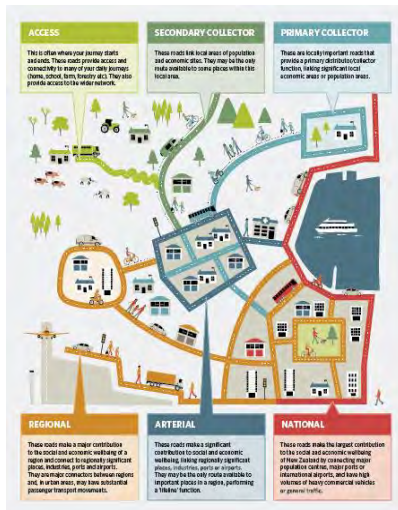 ACCESS
This is often where your journey starts
and ends. These roads provide access and
connectivity to many of your daily journeys
(home, school, farm, forestry etc). They also
provide access to the wider network.
SECONDARY COLLECTOR
These roads link local areas of population
and economic sites. They may be the only
route available to some places within this
local area.
PRIMARY COLLECTOR
These are locally important roads that
provide a primary distributor/collector
function, linking significant local
economic areas or population areas.
REGIONAL
These roads make a major contribution
to the social and economic wellbeing of a
region and connect to regionally significant
places, industries, ports and airports.
They are major connectors between regions
and, in urban areas, may have substantial
passenger transport movements.
ARTERIAL
These roads make a significant
contribution to social and economic
wellbeing, linking regionally significant
places, industries, ports or airports.
They may be the only route available to
important places in a region, performing
a 'lifeline' function.
NATIONAL
These roads make the largest contribution
to the social and economic wellbeing
of New Zealand by connecting major
population centres, major ports or
international airports, and have high
volumes of heavy commercial vehicles
or general traffic.